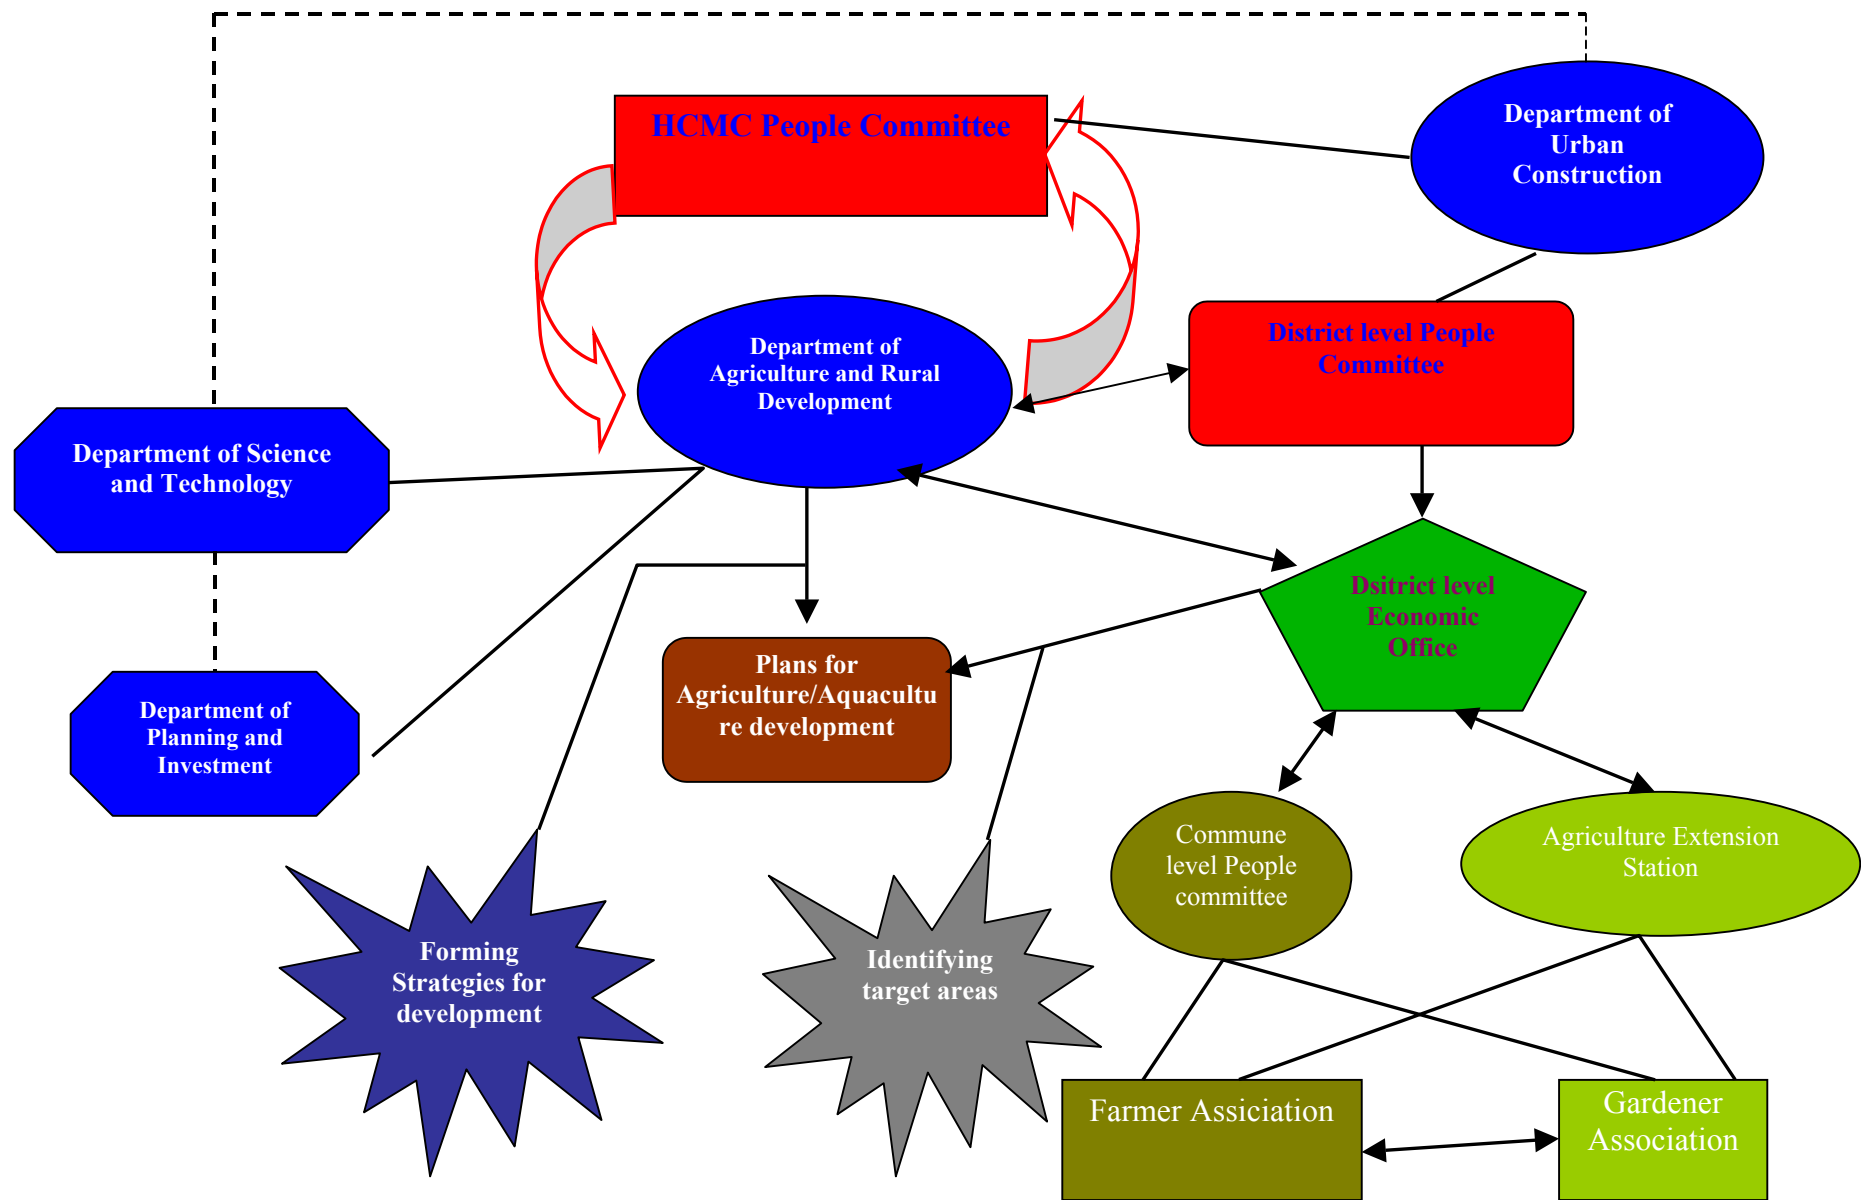 HCMC People Committee
Department of
Urban
Construction
Department of
Agriculture and Rural
Development
District level People
Committee
Department of Science
and Technology
Dsitrict level
Economic
Office
Plans for
Agriculture/Aquacultu
re development
Department of
Planning and
Investment
Commune
level People
committee
Agriculture Extension
Station
Forming
Strategies for
development
Identifying
target areas
Farmer Assiciation
Gardener
Association